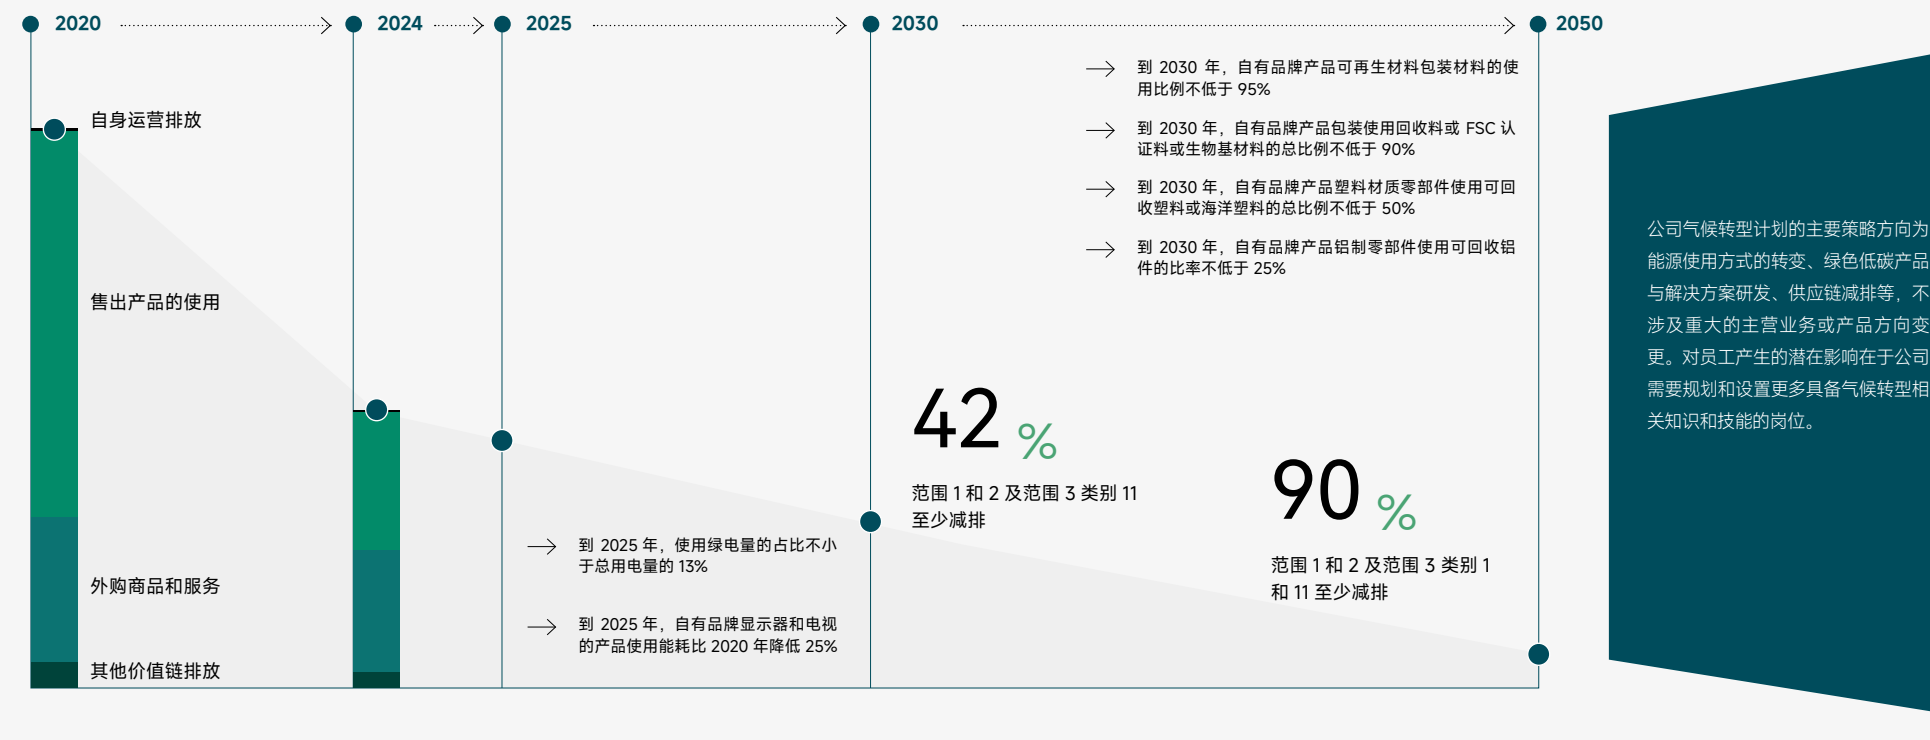 2020
2024
2025
2030
2050
自身运营排放
售出产品的使用
外购商品和服务
其他价值链排放
到 2025 年，使用绿电量的占比不小
于总用电量的 13%
到 2025 年，自有品牌显示器和电视
的产品使用能耗比 2020 年降低 25%
42 %
范围 1 和 2 及范围 3 类别 11
至少减排
到 2030 年，自有品牌产品可再生材料包装材料的使
用比例不低于 95%
到 2030 年，自有品牌产品包装使用回收料或 FSC 认
证料或生物基材料的总比例不低于 90%
到 2030 年，自有品牌产品塑料材质零部件使用可回
收塑料或海洋塑料的总比例不低于 50%
到 2030 年，自有品牌产品铝制零部件使用可回收铝
件的比率不低于 25%
90 %
范围 1 和 2 及范围 3 类别 1
和 11 至少减排
公司气候转型计划的主要策略方向为
能源使用方式的转变、绿色低碳产品
与解决方案研发、供应链减排等，不
涉及重大的主营业务或产品方向变
更。对员工产生的潜在影响在于公司
需要规划和设置更多具备气候转型相
关知识和技能的岗位。